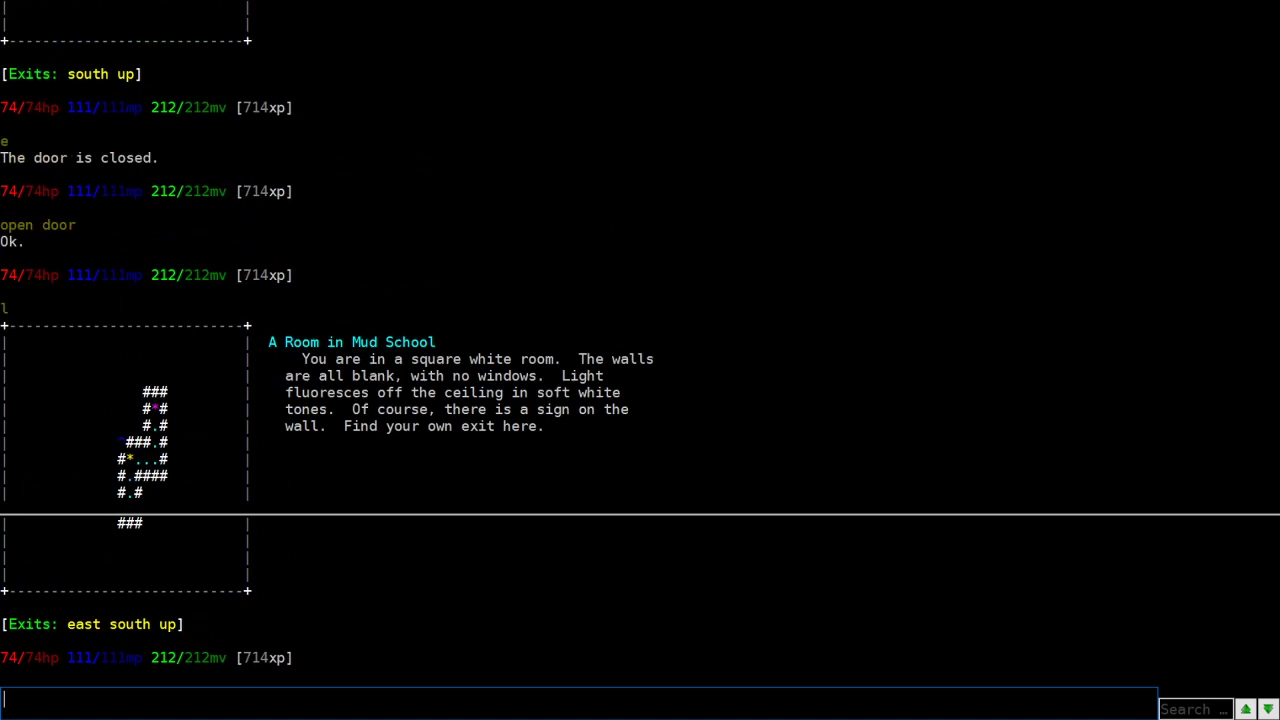 |                             |
|                             |
+----------------------------+
[Exits: south up]
74/74hp 111/111mp 212/212mv [714xp]
e
The door is closed.
74/74hp 111/111mp 212/212mv [714xp]
open door
Ok.
74/74hp 111/111mp 212/212mv [714xp]
l
+----------------------------+
|                            |  A Room in Mud School
|                            |      You are in a square white room.  The walls
|                            |    are all blank, with no windows.  Light
|                ###         |    fluoresces off the ceiling in soft white
|                #*#         |    tones.  Of course, there is a sign on the
|                #.#         |    wall.  Find your own exit here.
|             *###.#         |
|             #*...#         |
|             #.####         |
|             #.#            |
|             ###            |
|                            |
|                            |
|                            |
+----------------------------+
[Exits: east south up]
74/74hp 111/111mp 212/212mv [714xp]
Search ...